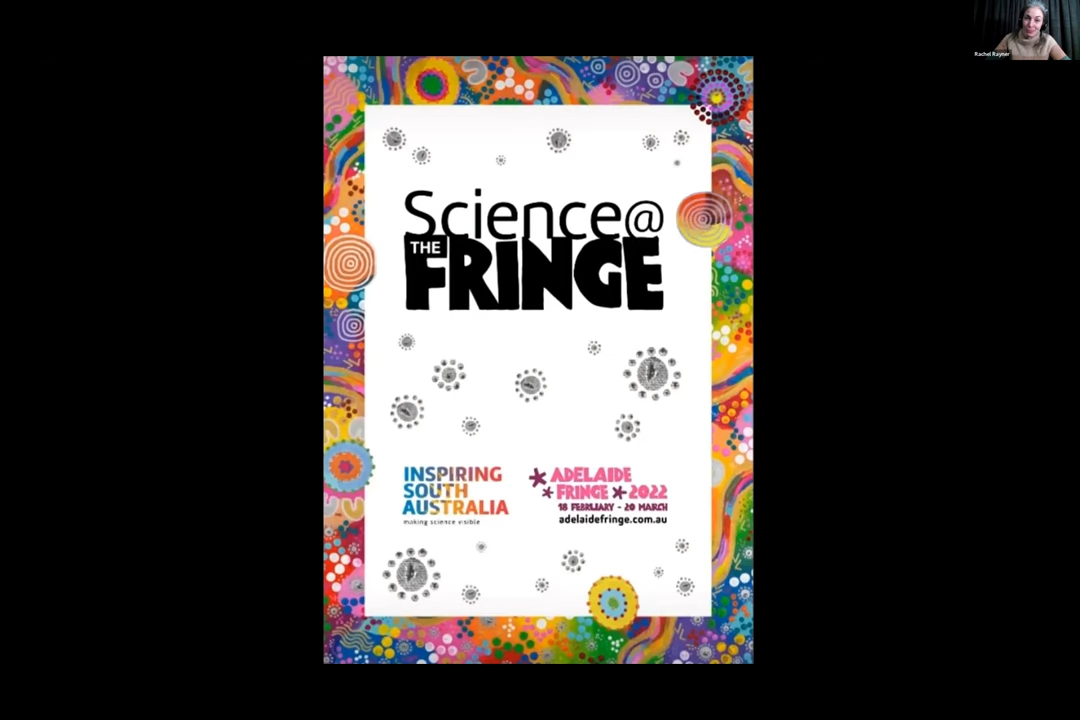 Rachel Rayner
Science@
THE
FRINGE
INSPIRING
SOUTH
AUSTRALIA
making science visible
ADELAIDE
FRINGE 2022
18 FEBRUARY - 20 MARCH
adelaidefringe.com.au